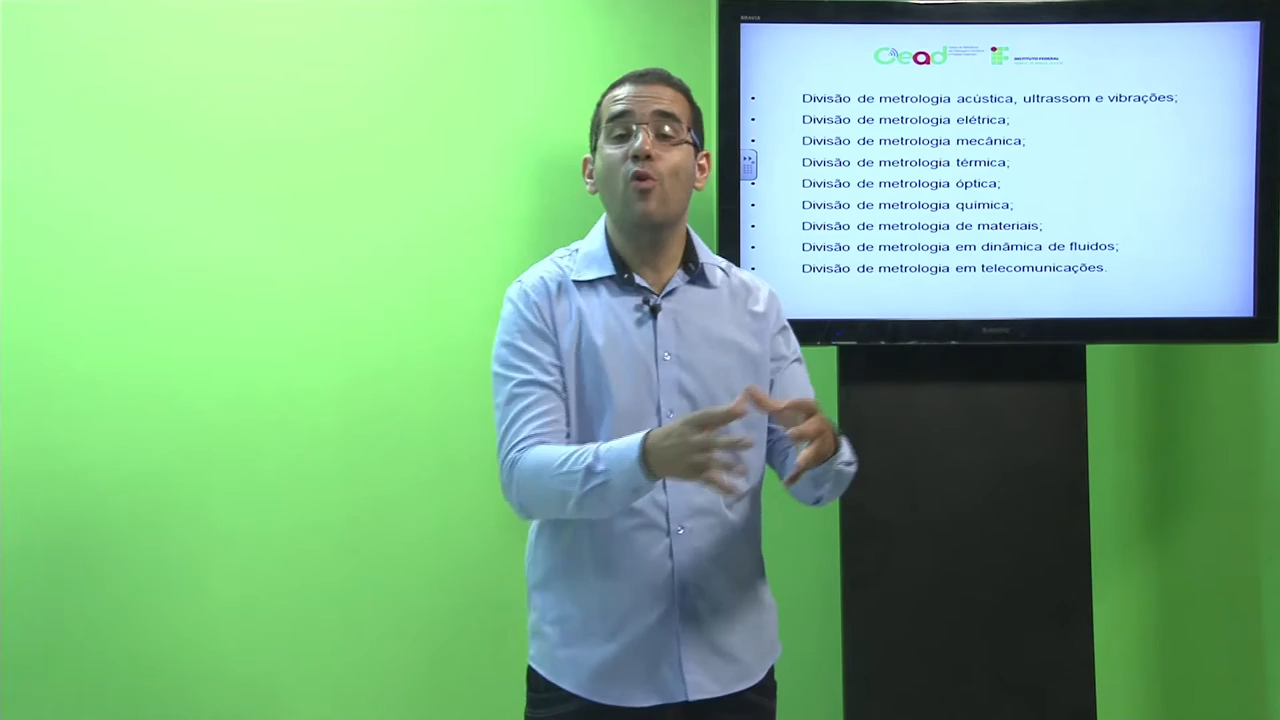 BRAVIA
Cead
INSTITUTO FEDERAL
• Divisão de metrologia acústica, ultrassom e vibrações;
• Divisão de metrologia elétrica;
• Divisão de metrologia mecânica;
• Divisão de metrologia térmica;
• Divisão de metrologia óptica;
• Divisão de metrologia química;
• Divisão de metrologia de materiais;
• Divisão de metrologia em dinâmica de fluidos;
• Divisão de metrologia em telecomunicações.